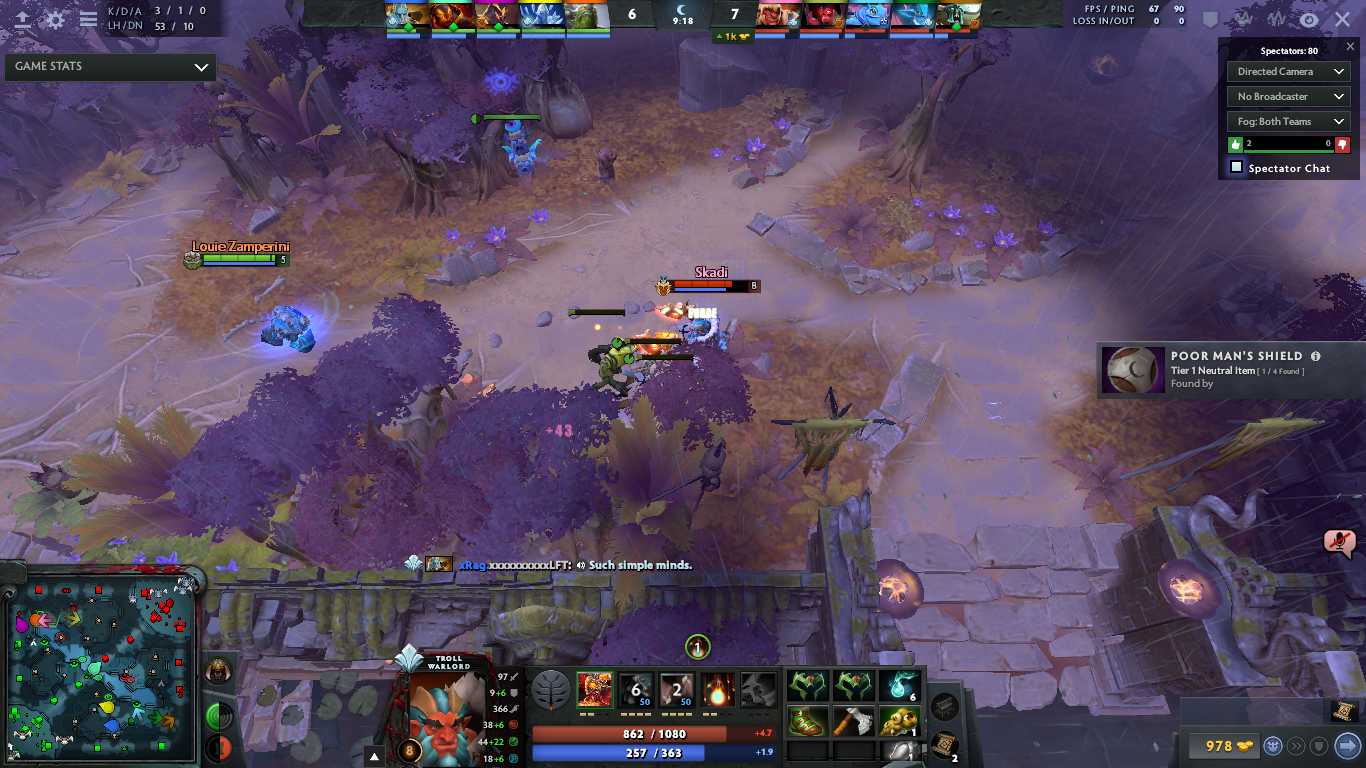 K/D/A 3 / 1 / 0
LH/DN 53 / 10
6
9:18
7
1k
FPS / PING 67 90
LOSS IN/OUT 0 0
GAME STATS
Spectators: 80
Directed Camera
No Broadcaster
Fog: Both Teams
2 0
Spectator Chat
Louie Zamperini
5
Skadi
8
POOR MAN'S SHIELD
Tier 1 Neutral Item [ 1 / 4 Found ]
Found by
+43
xRag.xxxxxxxxxxLFT: Such simple minds.
1
TROLL
WARLORD
97
9+6
366
38+6
44+22
18+6
8
6 50
2 50
862 / 1080 +4.7
257 / 363 +1.9
6
1
1
2
978